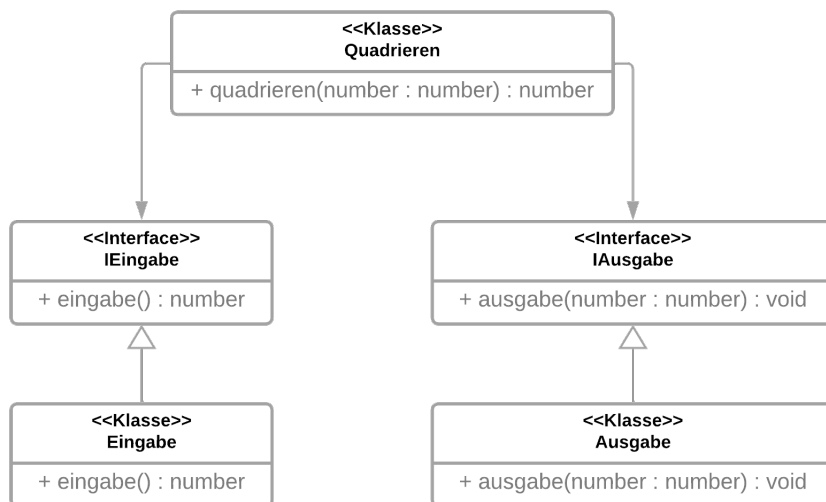 <<Klasse>>
Quadrieren
+ quadrieren(number : number) : number
<<Interface>>
IEingabe
+ eingabe() : number
<<Interface>>
IAusgabe
+ ausgabe(number : number) : void
<<Klasse>>
Eingabe
+ eingabe() : number
<<Klasse>>
Ausgabe
+ ausgabe(number : number) : void